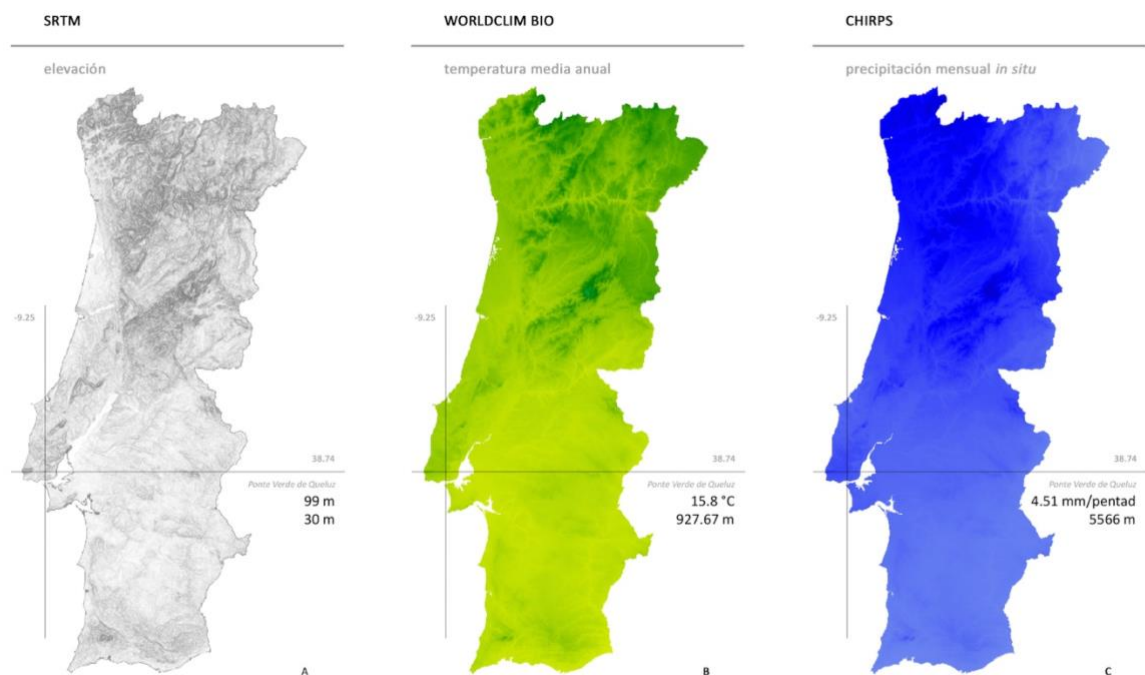 SRTM
elevación
-9.25
38.74
Ponte Verde de Queluz
99 m
30 m
A
WORLDCLIM BIO
temperatura media anual
-9.25
38.74
Ponte Verde de Queluz
15.8 °C
927.67 m
B
CHIRPS
precipitación mensual in situ
-9.25
38.74
Ponte Verde de Queluz
4.51 mm/pentad
5566 m
C